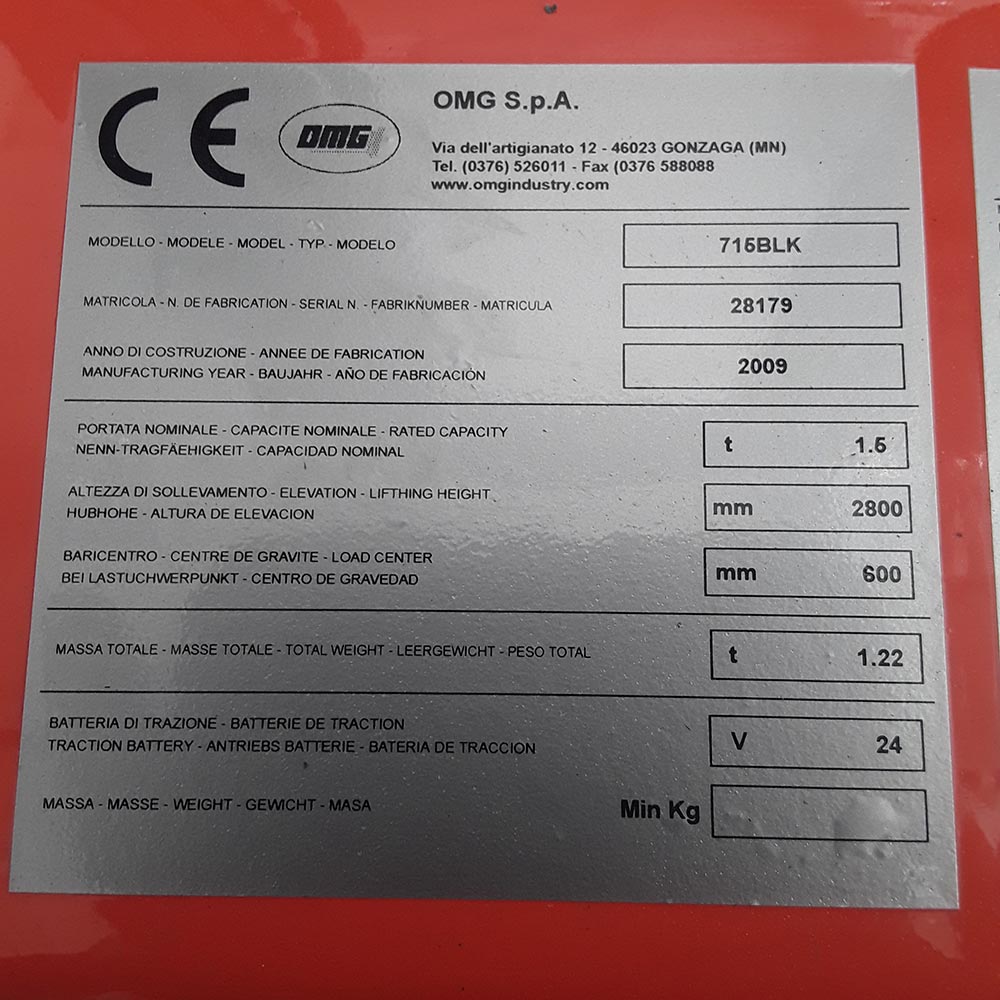 CE
OMG
OMG S.p.A.
Via dell'artigianato 12 - 46023 GONZAGA (MN)
Tel. (0376) 526011 - Fax (0376 588088
www.omgindustry.com
MODELLO - MODELE - MODEL - TYP - MODELO 715BLK
MATRICOLA - N. DE FABRICATION - SERIAL N. - FABRIKNUMBER - MATRICULA 28179
ANNO DI COSTRUZIONE - ANNEE DE FABRICATION
MANUFACTURING YEAR - BAUJAHR - AÑO DE FABRICACIÓN 2009
PORTATA NOMINALE - CAPACITE NOMINALE - RATED CAPACITY
NENN-TRAGFÄEHIGKEIT - CAPACIDAD NOMINAL t 1.5
ALTEZZA DI SOLLEVAMENTO - ELEVATION - LIFTHING HEIGHT
HUBHOHE - ALTURA DE ELEVACION mm 2800
BARICENTRO - CENTRE DE GRAVITE - LOAD CENTER
BEI LASTUCHWERPUNKT - CENTRO DE GRAVEDAD mm 600
MASSA TOTALE - MASSE TOTALE - TOTAL WEIGHT - LEERGEWICHT - PESO TOTAL t 1.22
BATTERIA DI TRAZIONE - BATTERIE DE TRACTION
TRACTION BATTERY - ANTRIEBS BATTERIE - BATERIA DE TRACCION V 24
MASSA - MASSE - WEIGHT - GEWICHT - MASA Min Kg